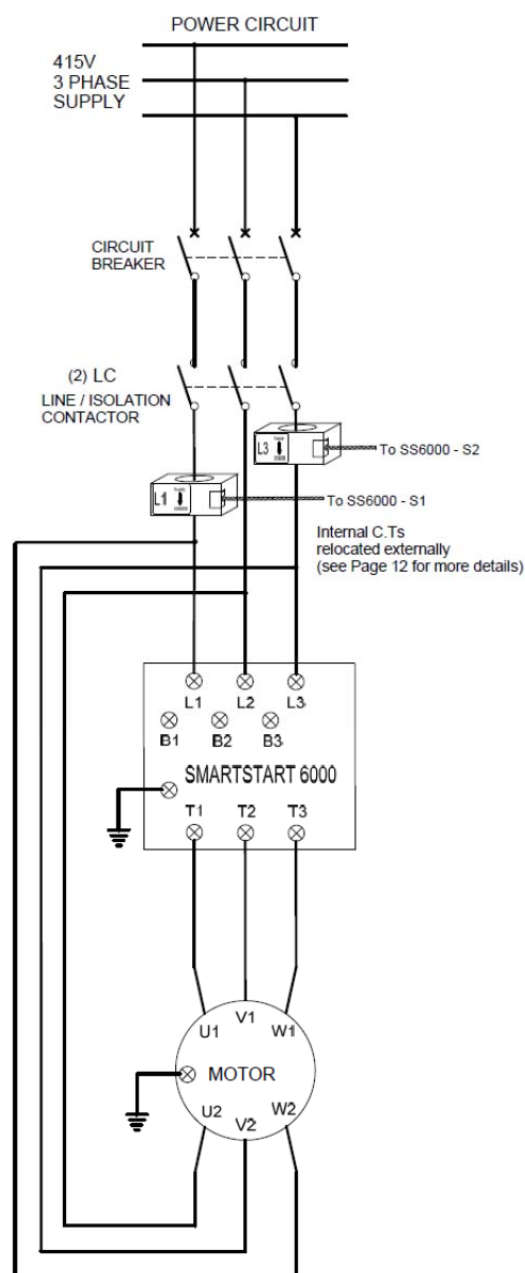 POWER CIRCUIT
415V
3 PHASE
SUPPLY
CIRCUIT
BREAKER
(2) LC
LINE / ISOLATION
CONTACTOR
L3
To SS6000 - S2
L1
To SS6000 - S1
Internal C.Ts
relocated externally
(see Page 12 for more details)
L1 L2 L3
B1 B2 B3
SMARTSTART 6000
T1 T2 T3
U1 V1 W1
MOTOR
U2 V2 W2